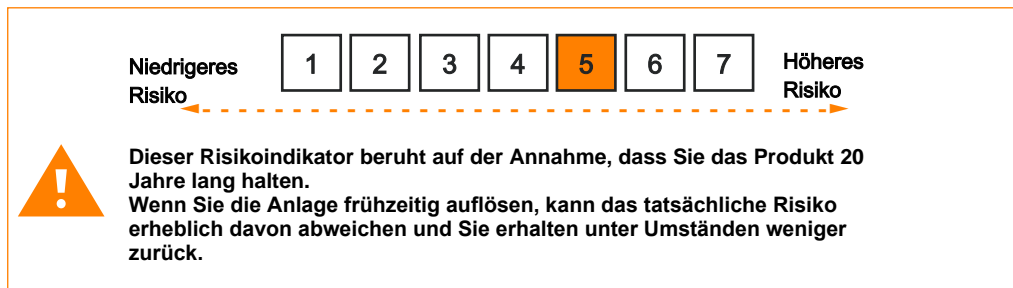 Niedrigeres
Risiko
1 2 3 4 5 6 7
Höheres
Risiko
!
Dieser Risikoindikator beruht auf der Annahme, dass Sie das Produkt 20
Jahre lang halten.
Wenn Sie die Anlage frühzeitig auflösen, kann das tatsächliche Risiko
erheblich davon abweichen und Sie erhalten unter Umständen weniger
zurück.